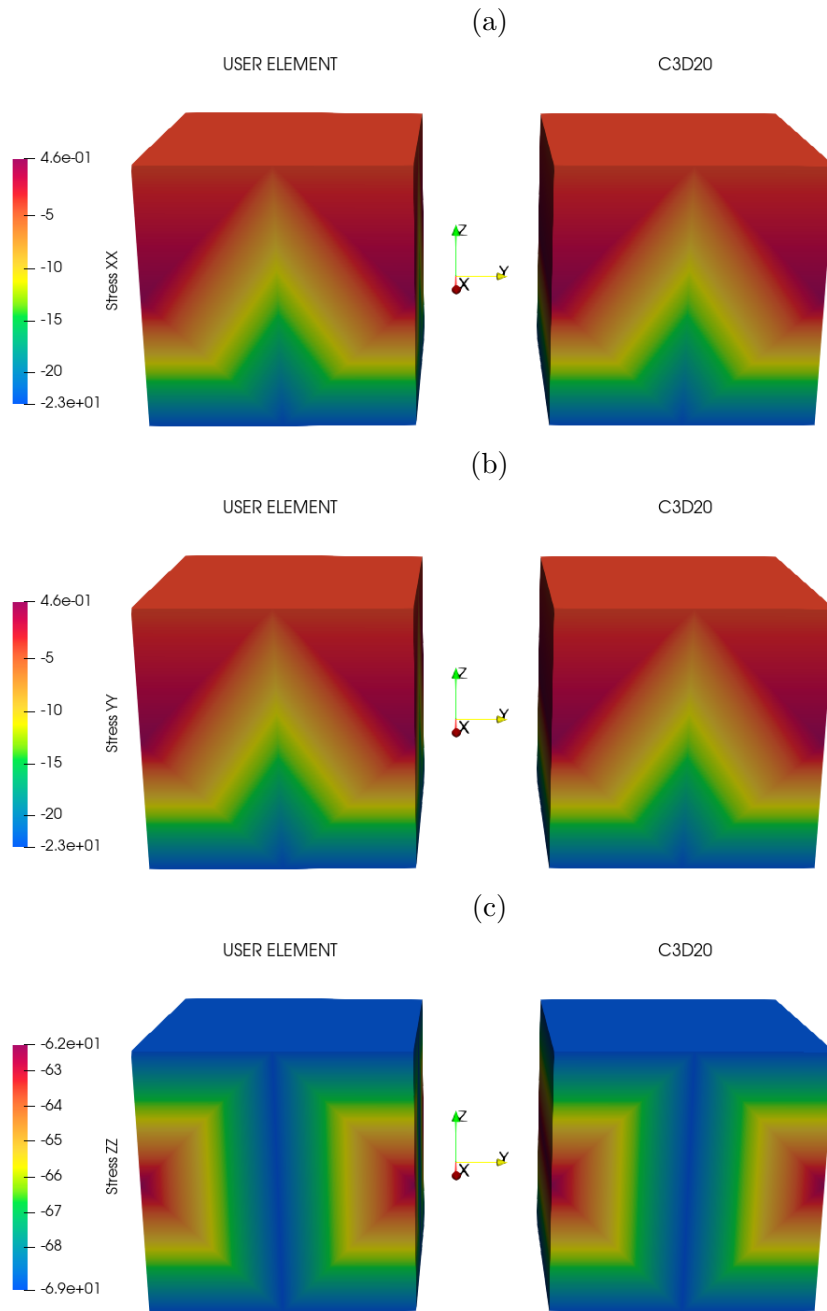 (a)
USER ELEMENT
C3D20
4.6e-01
-5
-10
-15
-20
-2.3e+01
Stress XX
Z
Y
X
(b)
USER ELEMENT
C3D20
4.6e-01
-5
-10
-15
-20
-2.3e+01
Stress YY
Z
Y
X
(c)
USER ELEMENT
C3D20
-6.2e+01
-63
-64
-65
-66
-67
-68
-6.9e+01
Stress ZZ
Z
Y
X